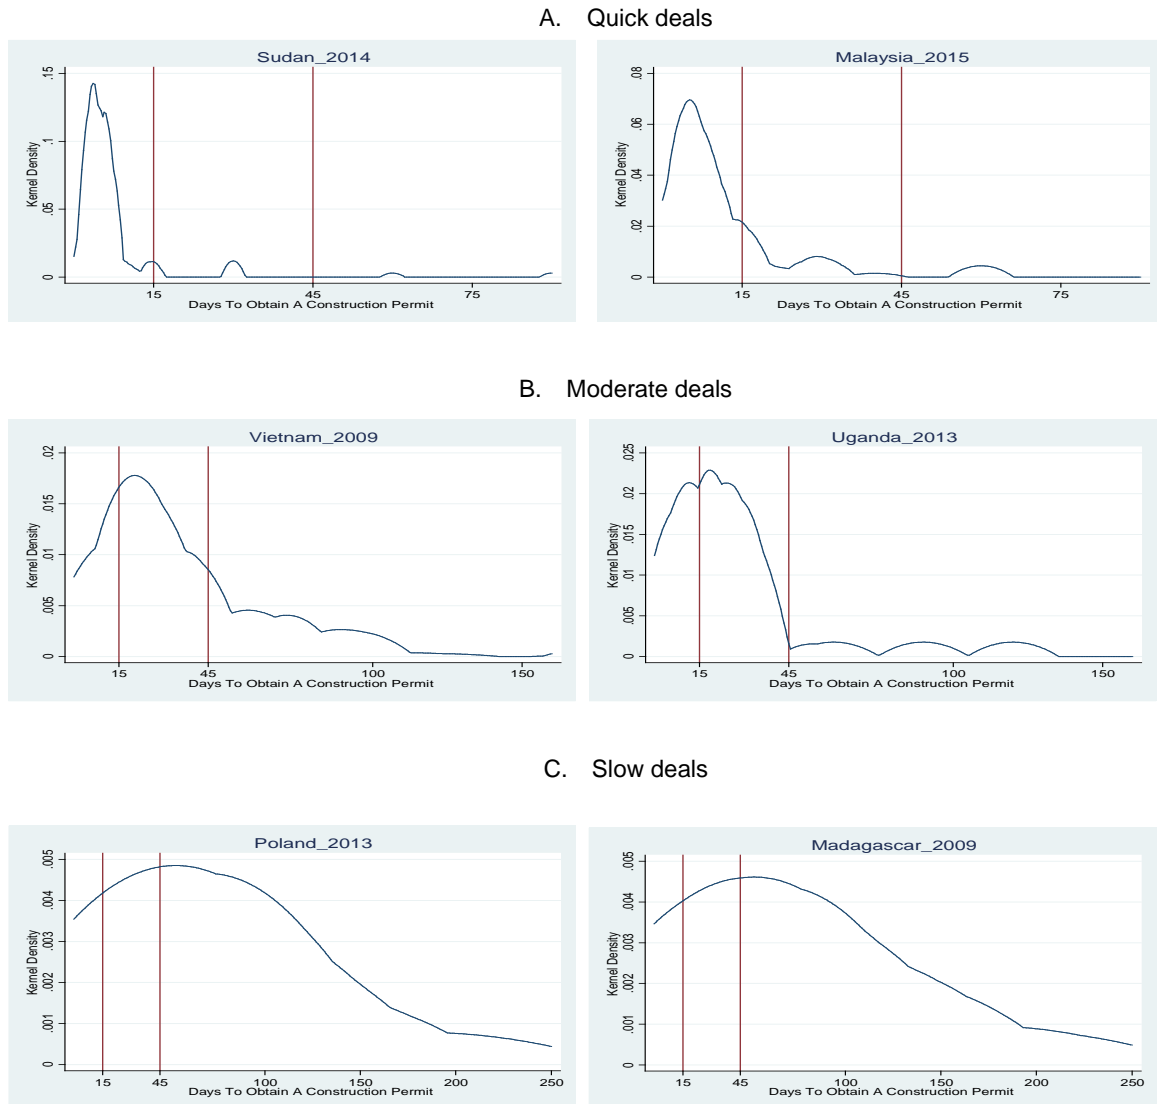 A. Quick deals
Sudan_2014
Kernel Density
0 .05 .1 .15
15 45 75
Days To Obtain A Construction Permit
Malaysia_2015
Kernel Density
0 .02 .04 .06 .08
15 45 75
Days To Obtain A Construction Permit
B. Moderate deals
Vietnam_2009
Kernel Density
0 .005 .01 .015 .02
15 45 100 150
Days To Obtain A Construction Permit
Uganda_2013
Kernel Density
0 .005 .01 .015 .02 .025
15 45 100 150
Days To Obtain A Construction Permit
C. Slow deals
Poland_2013
Kernel Density
0 .001 .002 .003 .004 .005
15 45 100 150 200 250
Days To Obtain A Construction Permit
Madagascar_2009
Kernel Density
0 .001 .002 .003 .004 .005
15 45 100 150 200 250
Days To Obtain A Construction Permit